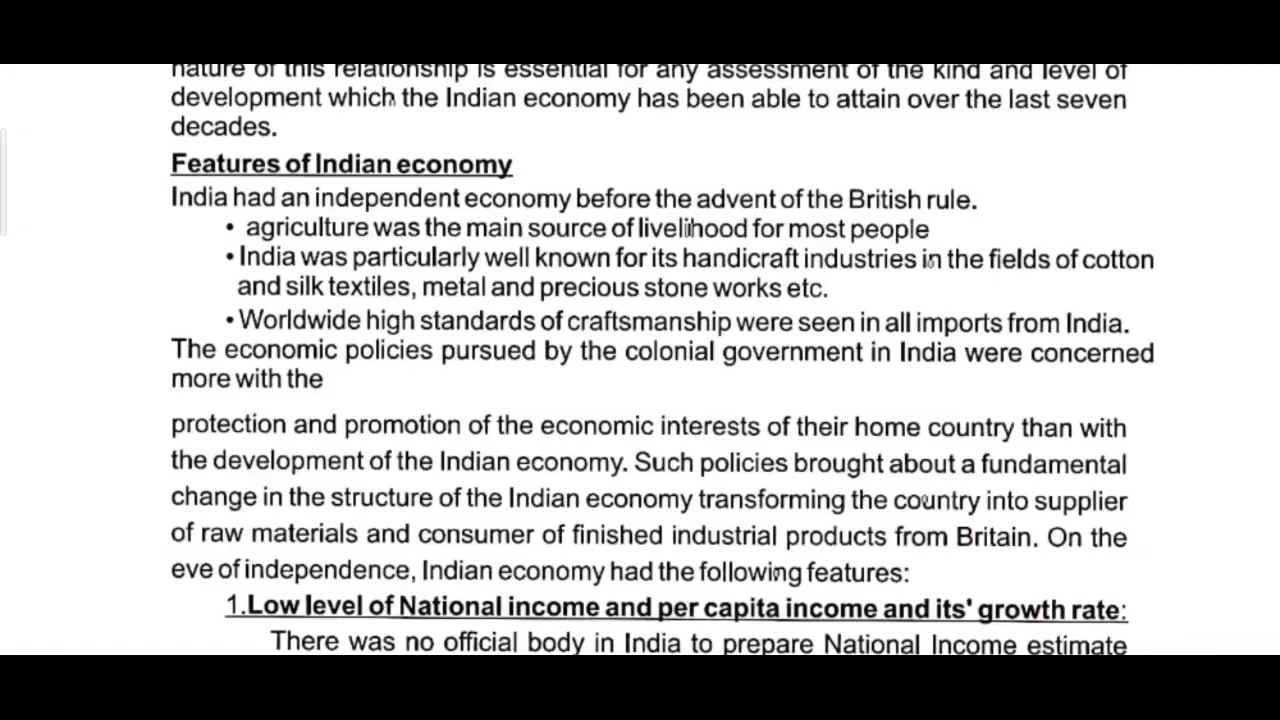 nature of this relationship is essential for any assessment of the kind and level of
development which the Indian economy has been able to attain over the last seven
decades.
Features of Indian economy
India had an independent economy before the advent of the British rule.
• agriculture was the main source of livelihood for most people
• India was particularly well known for its handicraft industries in the fields of cotton
and silk textiles, metal and precious stone works etc.
• Worldwide high standards of craftsmanship were seen in all imports from India.
The economic policies pursued by the colonial government in India were concerned
more with the
protection and promotion of the economic interests of their home country than with
the development of the Indian economy. Such policies brought about a fundamental
change in the structure of the Indian economy transforming the country into supplier
of raw materials and consumer of finished industrial products from Britain. On the
eve of independence, Indian economy had the following features:
1.Low level of National income and per capita income and its' growth rate:
There was no official body in India to prepare National Income estimate